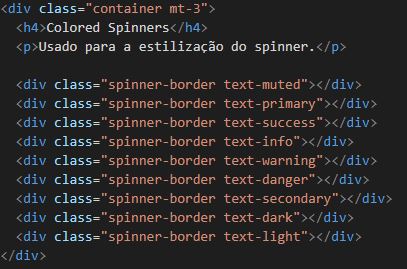 <div class="container mt-3">
<h4>Colored Spinners</h4>
<p>Usado para a estilização do spinner.</p>
<div class="spinner-border text-muted"></div>
<div class="spinner-border text-primary"></div>
<div class="spinner-border text-success"></div>
<div class="spinner-border text-info"></div>
<div class="spinner-border text-warning"></div>
<div class="spinner-border text-danger"></div>
<div class="spinner-border text-secondary"></div>
<div class="spinner-border text-dark"></div>
<div class="spinner-border text-light"></div>
</div>